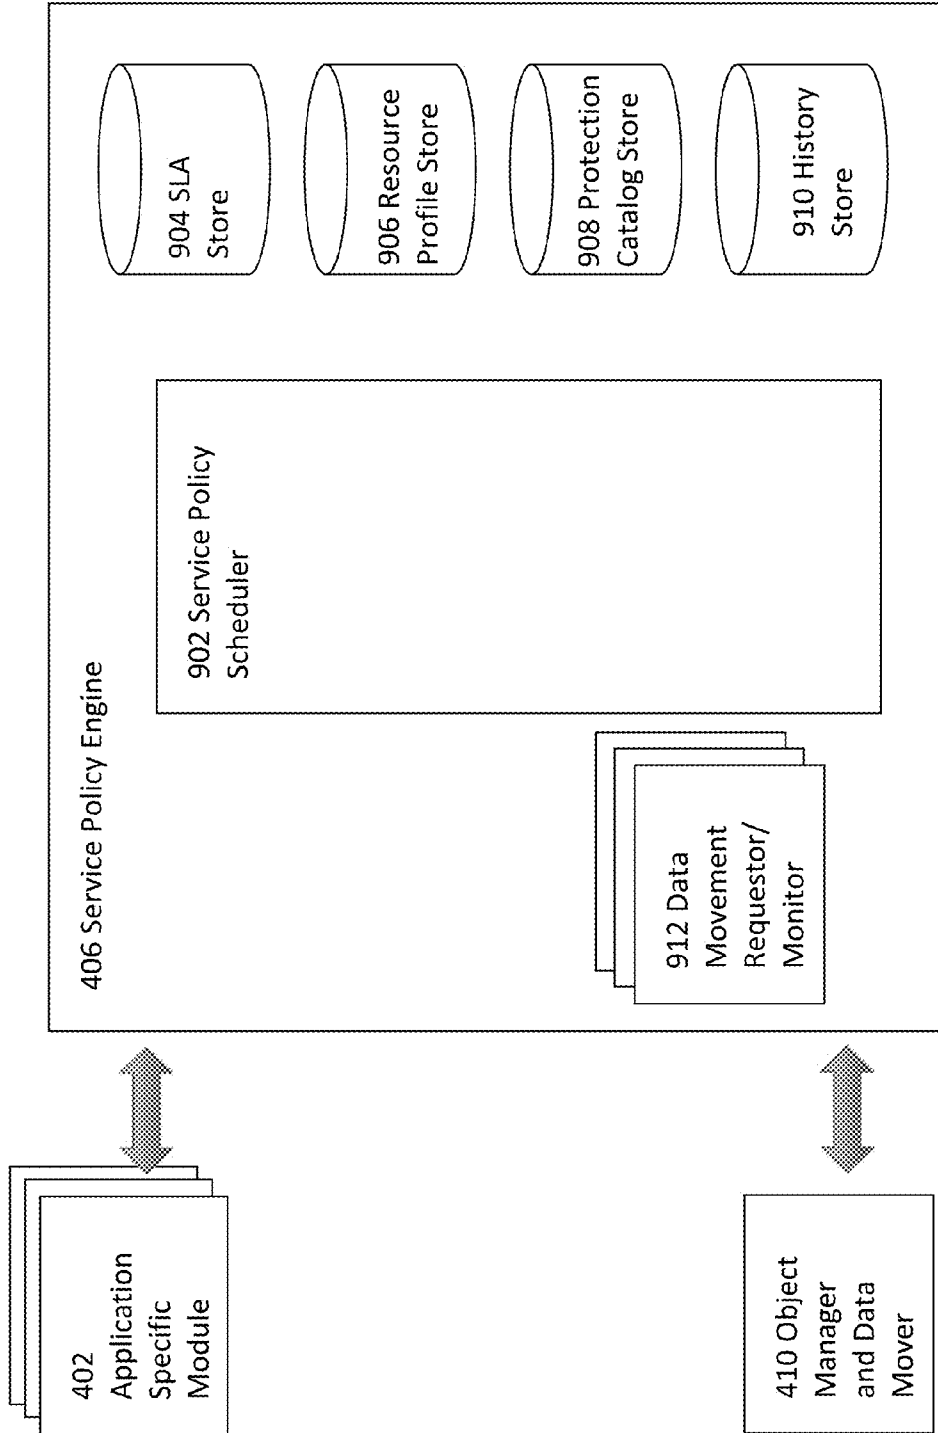 402
Application
Specific
Module
410 Object
Manager
and Data
Mover
406 Service Policy Engine
912 Data
Movement
Requestor/
Monitor
902 Service Policy
Scheduler
904 SLA
Store
906 Resource
Profile Store
908 Protection
Catalog Store
910 History
Store